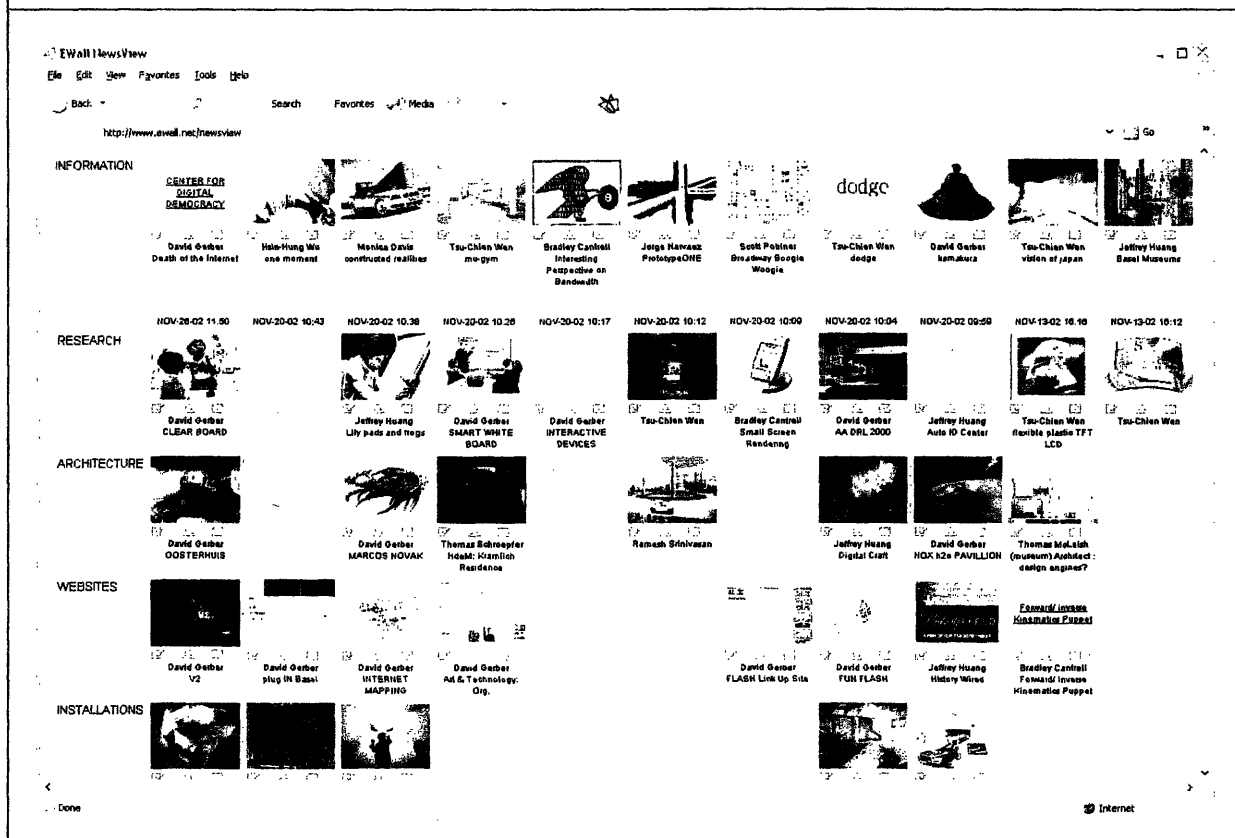 EWall NewsView
File Edit View Favorites Tools Help
Back Search Favorites Media
http://www.ewall.net/newsview Go
INFORMATION
CENTER FOR
DIGITAL
DEMOCRACY
dodge
David Gerber Hsin-Hung Wu Monica Davis Tsu-Chien Wen Bradley Cantrell Jorge Narvaez Scott Pobiner Tsu-Chien Wen David Gerber Tsu-Chien Wen Jeffrey Huang
Death of the Internet one moment constructed realities mu-gym Interesting PrototypeONE Broadway Boogie dodge kamakura vision of japan Basel Museums
Perspective on Woogie
Bandwidth
NOV-26-02 11.50 NOV-20-02 10:43 NOV-20-02 10.38 NOV-20-02 10.26 NOV-20-02 10:17 NOV-20-02 10:12 NOV-20-02 10:09 NOV-20-02 10:04 NOV-20-02 09:59 NOV-13-02 16.16 NOV-13-02 16:12
RESEARCH
David Gerber Jeffrey Huang David Gerber David Gerber Tsu-Chien Wen Bradley Cantrell David Gerber Jeffrey Huang Tsu-Chien Wen Tsu-Chien Wen
CLEAR BOARD Lily pads and frogs SMART WHITE INTERACTIVE Small Screen AA DRL 2000 Auto ID Center flexible plastic TFT
BOARD DEVICES Rendering LCD
ARCHITECTURE
David Gerber David Gerber Thomas Schroepfer Ramesh Srinivasan Jeffrey Huang David Gerber Thomas McLeish
OOSTERHUIS MARCOS NOVAK HdeM: Kramlich Digital Craft NOX h2o PAVILLION (museum) Architect :
Residence design engines?
WEBSITES
Forward/ Inverse
Kinematics Puppet
David Gerber David Gerber David Gerber David Gerber David Gerber David Gerber Jeffrey Huang Bradley Cantrell
V2 plug IN Basel INTERNET Art & Technology: FLASH Link Up Site FUN FLASH History Wired Forward/ Inverse
MAPPING Org. Kinematics Puppet
INSTALLATIONS
Done Internet